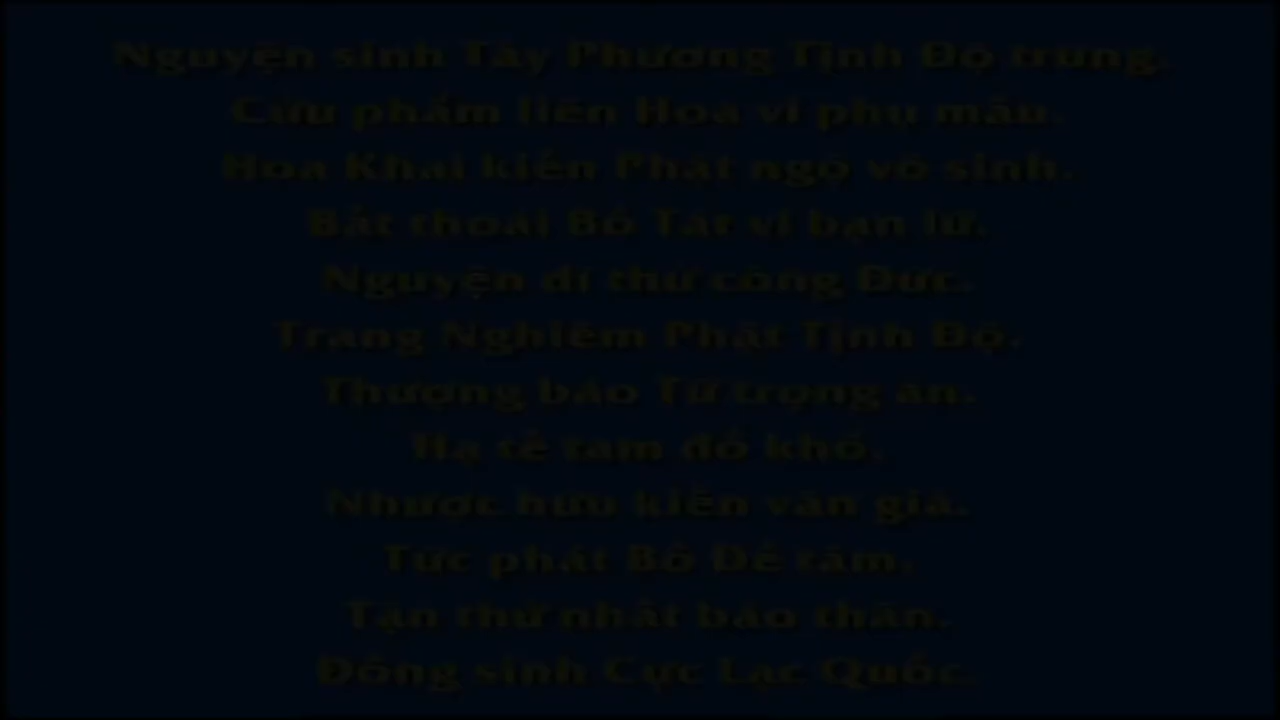 Nguyện sinh Tây Phương Tịnh Độ trung.
Cửu phẩm liên Hoa vi phụ mẫu.
Hoa Khai kiến Phật ngộ vô sinh.
Bất thoái Bồ Tát vi bạn lữ.
Nguyện dĩ thử công Đức.
Trang Nghiêm Phật Tịnh Độ.
Thượng báo Tứ trọng ân.
Hạ tế tam đồ khổ.
Nhược hữu kiến văn giả.
Tức phát Bồ Đề tâm.
Tận thử nhất báo thân.
Đồng sinh Cực Lạc Quốc.